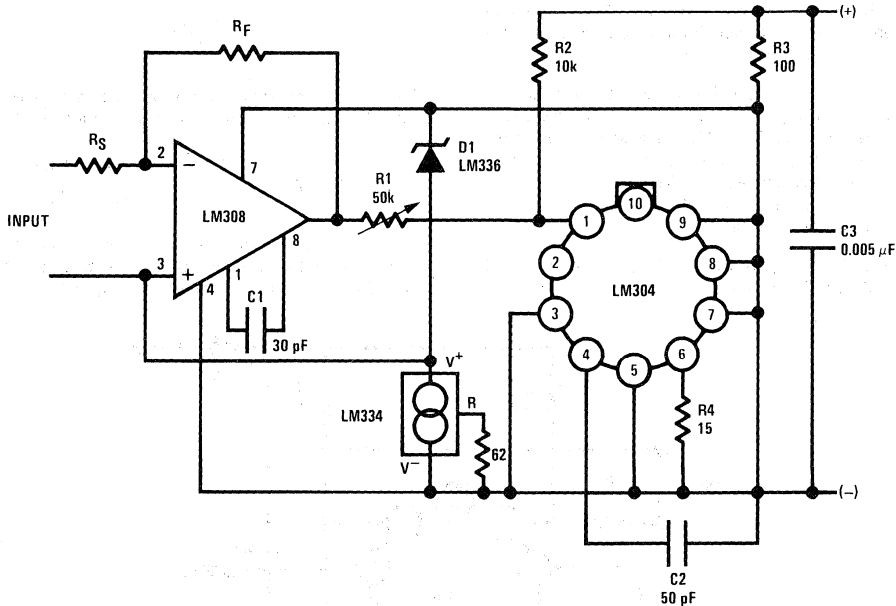 RF
RS
2
−
7
LM308
3
+
4
1
8
INPUT
C1
30 pF
R1
50k
D1
LM336
R2
10k
R3
100
(+)
C3
0.005 μF
LM304
1
2
3
4
5
6
7
8
9
10
R4
15
LM334
V+
R
V−
62
(−)
C2
50 pF